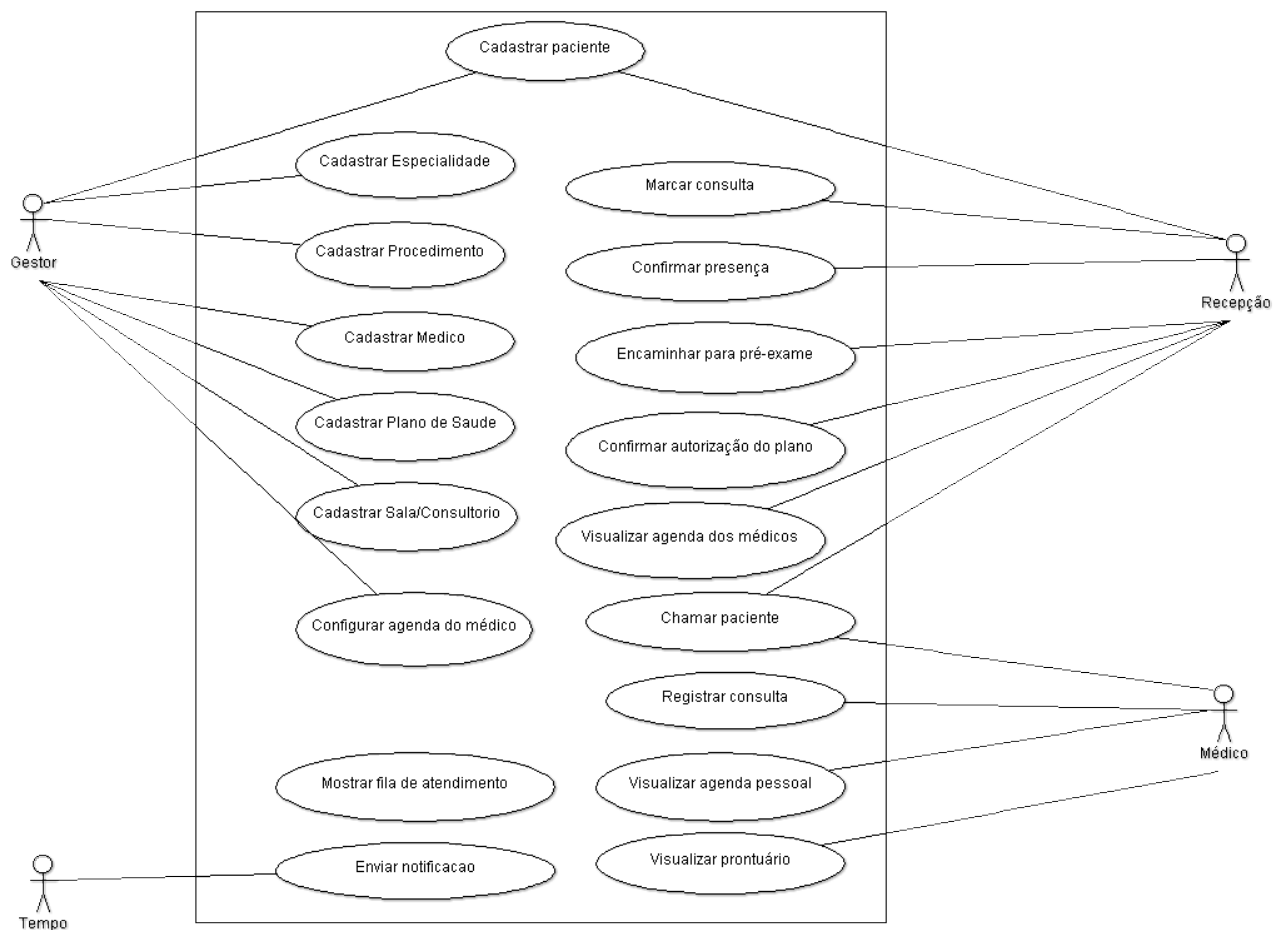 Cadastrar paciente
Cadastrar Especialidade
Marcar consulta
Cadastrar Procedimento
Gestor
Confirmar presença
Recepção
Cadastrar Medico
Encaminhar para pré-exame
Cadastrar Plano de Saude
Confirmar autorização do plano
Cadastrar Sala/Consultorio
Visualizar agenda dos médicos
Configurar agenda do médico
Chamar paciente
Registrar consulta
Médico
Mostrar fila de atendimento
Visualizar agenda pessoal
Enviar notificacao
Visualizar prontuário
Tempo